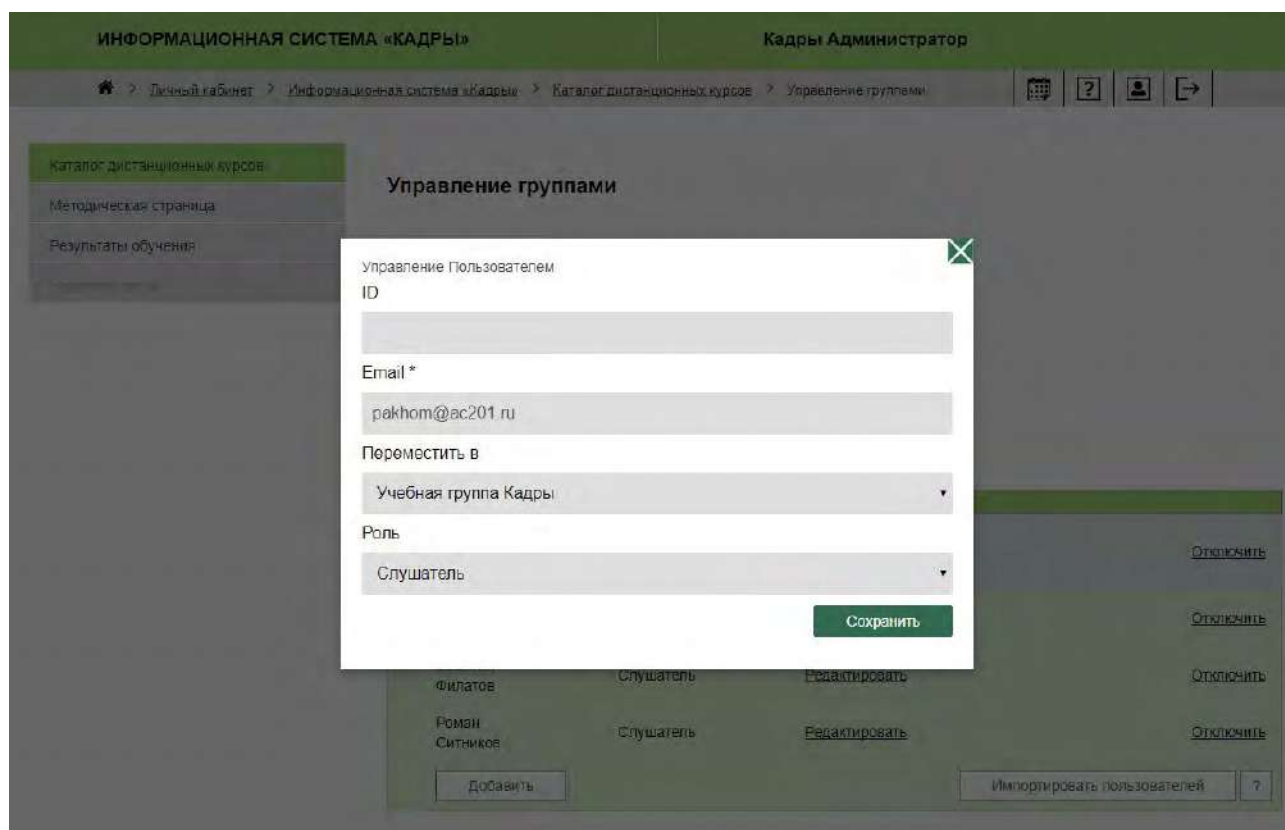 ИНФОРМАЦИОННАЯ СИСТЕМА «КАДРЫ» Кадры Администратор
> Личный кабинет > Информационная система «Кадры» > Каталог дистанционных курсов > Управление группами ?
Каталог дистанционных курсов
Методическая страница
Результаты обучения
Управление группами
Управление Пользователем
ID
Email *
pakhom@ac201.ru
Переместить в
Учебная группа Кадры
Роль
Слушатель
Сохранить
Отключить
Отключить
Филатов Слушатель Редактировать Отключить
Роман
Ситников Слушатель Редактировать Отключить
Добавить Импортировать пользователей ?